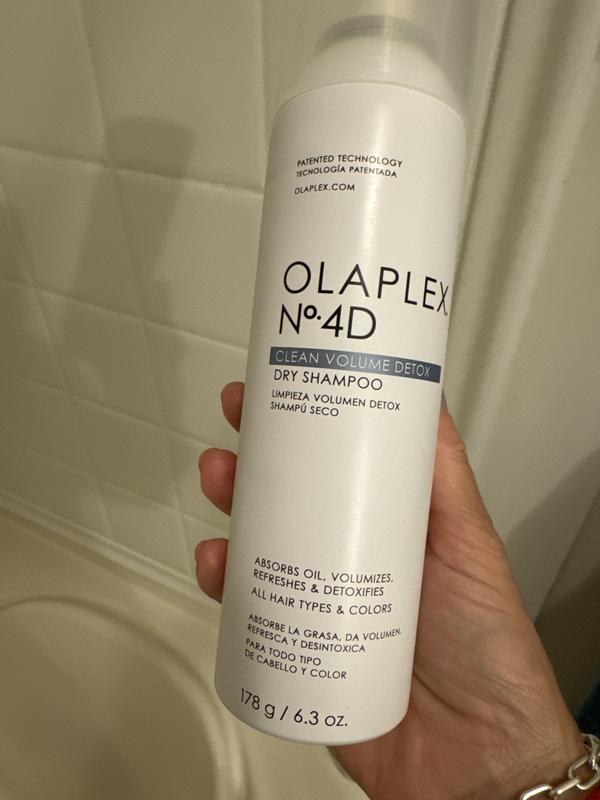 PATENTED TECHNOLOGY
TECNOLOGÍA PATENTADA
OLAPLEX.COM
OLAPLEX.
Nº.4D
CLEAN VOLUME DETOX
DRY SHAMPOO
LIMPIEZA VOLUMEN DETOX
SHAMPÚ SECO
ABSORBS OIL, VOLUMIZES,
REFRESHES & DETOXIFIES
ALL HAIR TYPES & COLORS
ABSORBE LA GRASA, DA VOLUMEN,
REFRESCA Y DESINTOXICA
PARA TODO TIPO
DE CABELLO Y COLOR
178 g / 6.3 oz.